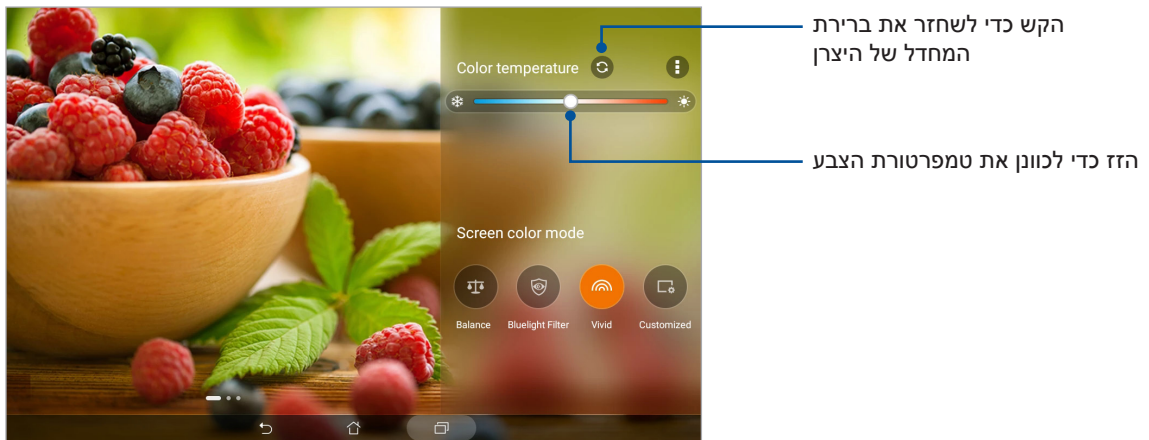 הקש כדי לשחזר את ברירת
המחדל של היצרן
Color temperature
הזז כדי לכוונן את טמפרטורת הצבע
Screen color mode
Balance Bluelight Filter Vivid Customized